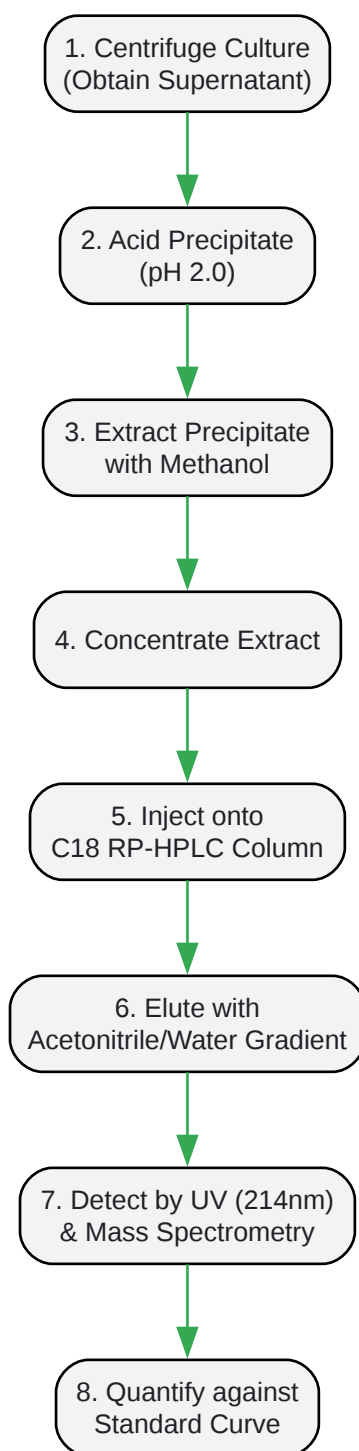 1. Centrifuge Culture
(Obtain Supernatant)
2. Acid Precipitate
(pH 2.0)
3. Extract Precipitate
with Methanol
4. Concentrate Extract
5. Inject onto
C18 RP-HPLC Column
6. Elute with
Acetonitrile/Water Gradient
7. Detect by UV (214nm)
& Mass Spectrometry
8. Quantify against
Standard Curve